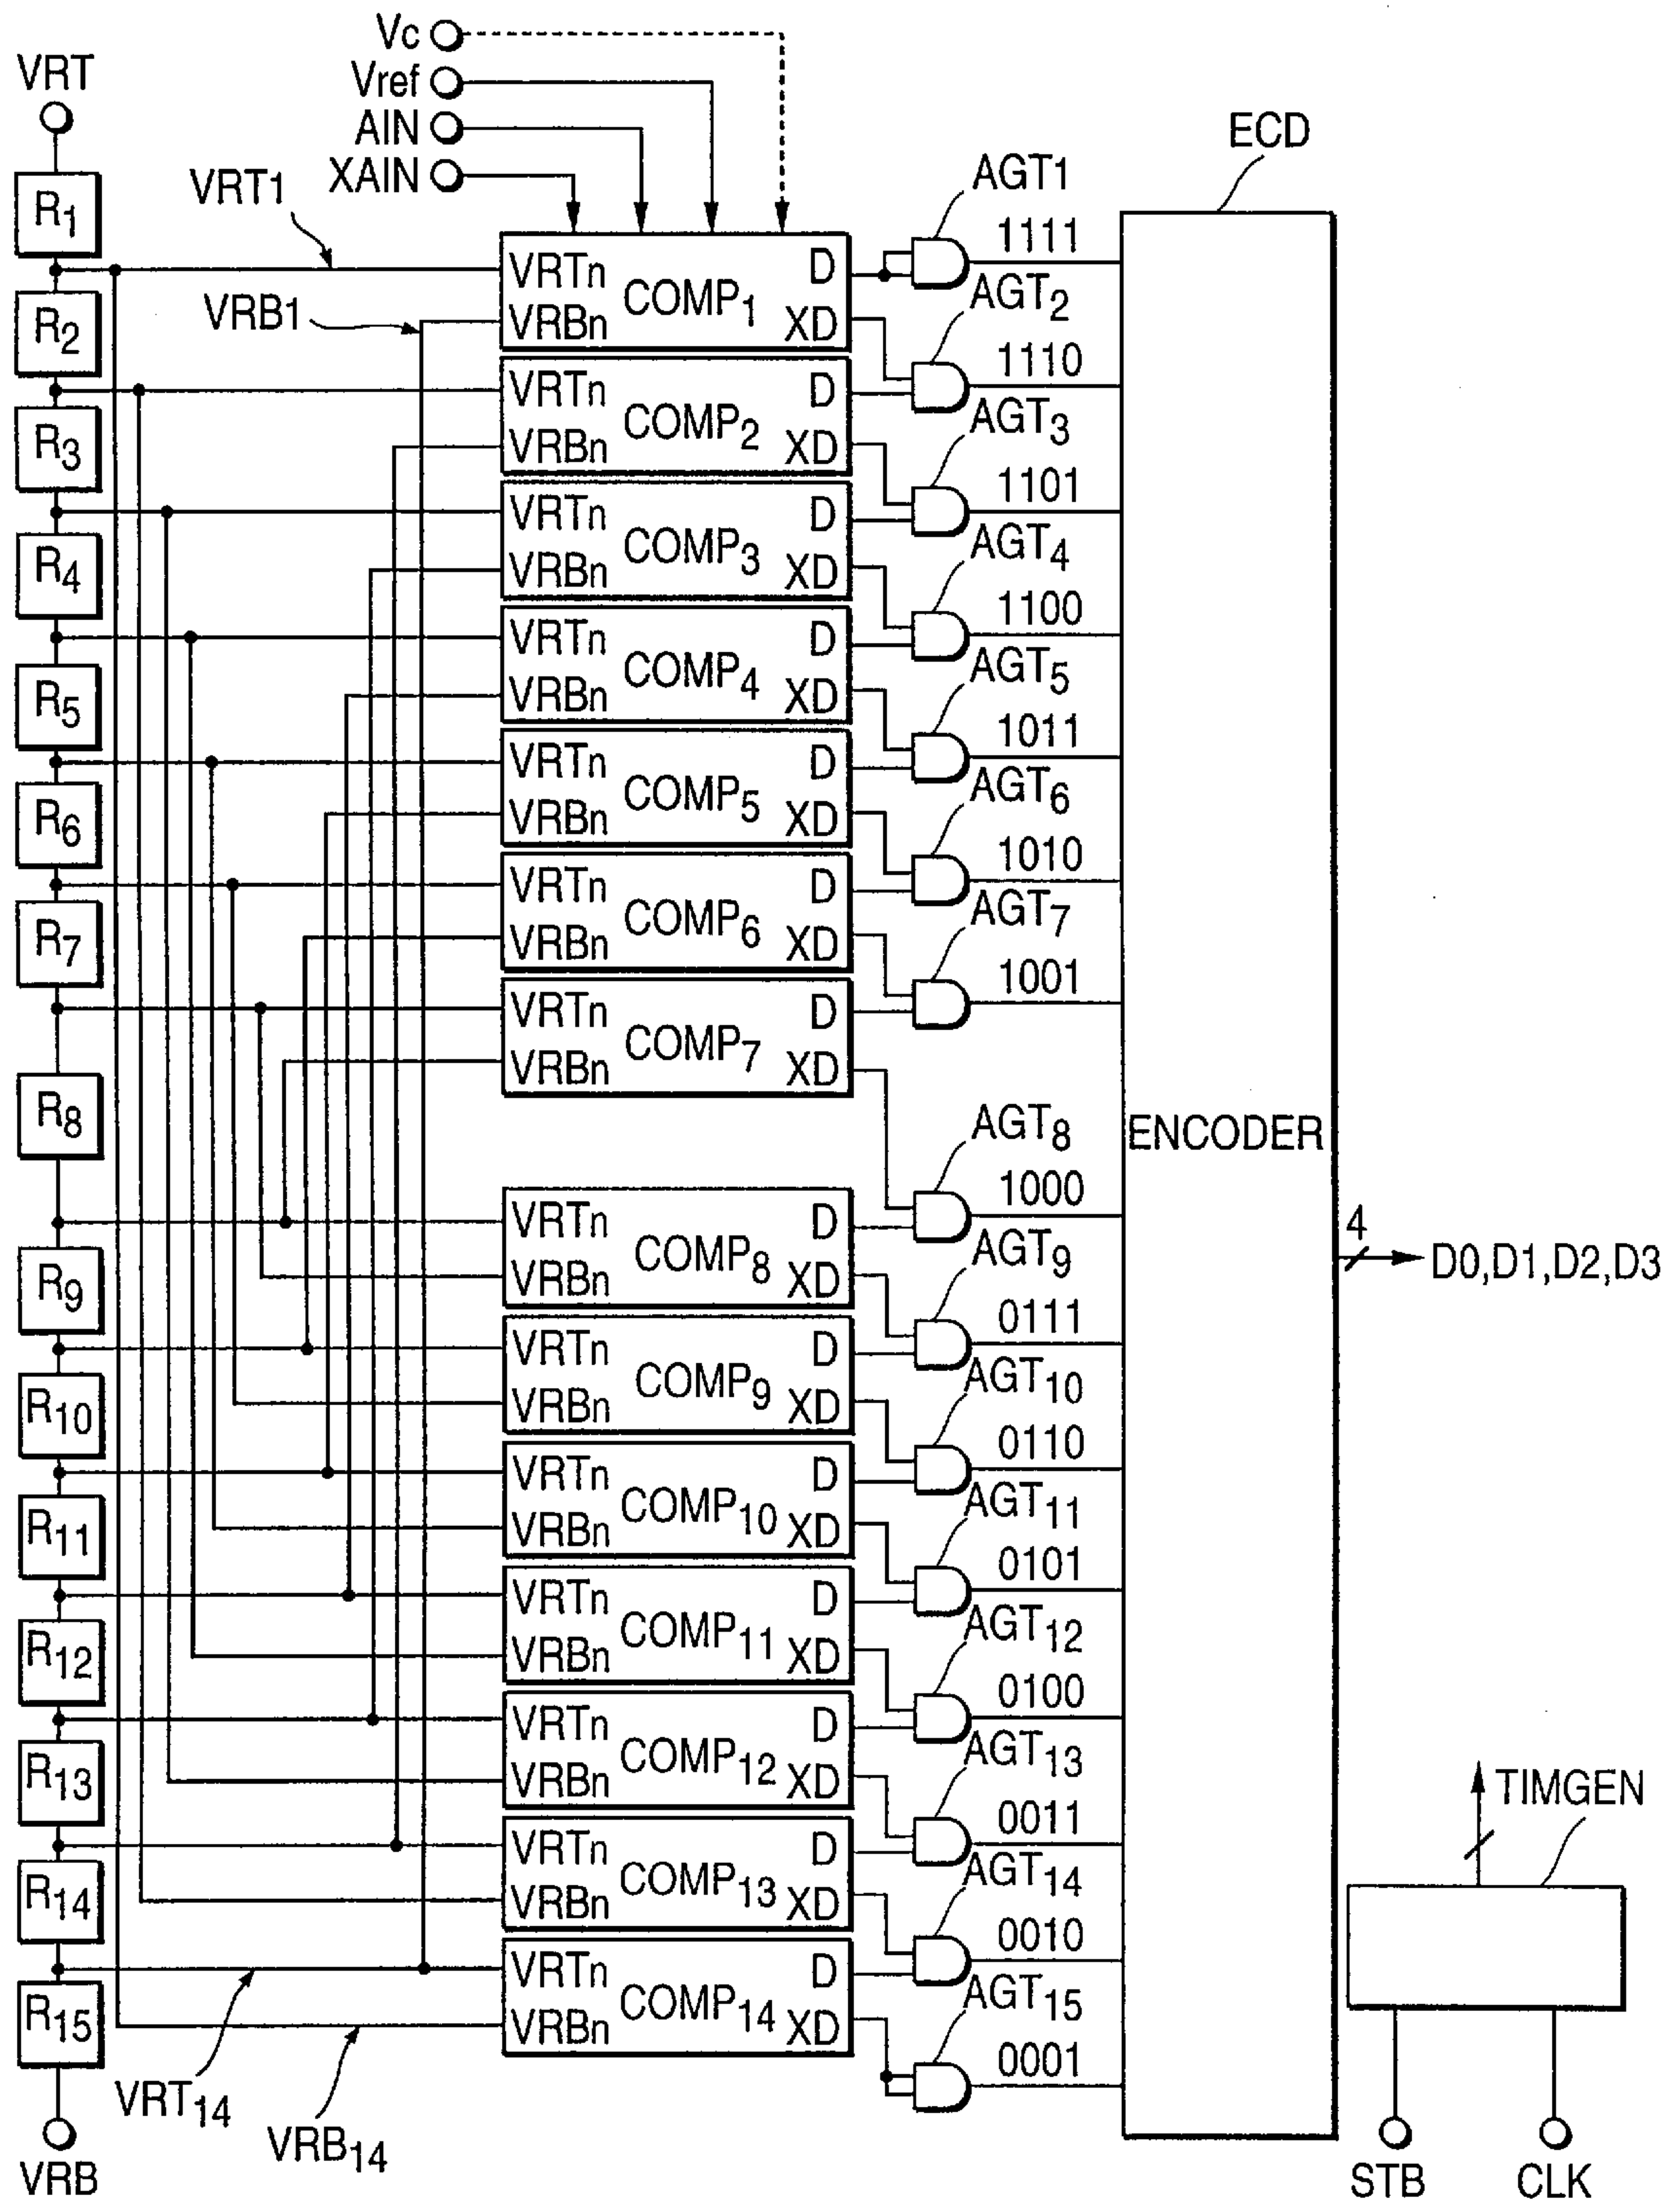 Vc
Vref
AIN
XAIN
VRT
VRT1
VRB1
R1
R2
R3
R4
R5
R6
R7
R8
R9
R10
R11
R12
R13
R14
R15
VRB
VRT14
VRB14
VRTn COMP1 D
VRBn XD
VRTn COMP2 D
VRBn XD
VRTn COMP3 D
VRBn XD
VRTn COMP4 D
VRBn XD
VRTn COMP5 D
VRBn XD
VRTn COMP6 D
VRBn XD
VRTn COMP7 D
VRBn XD
VRTn COMP8 D
VRBn XD
VRTn COMP9 D
VRBn XD
VRTn COMP10 D
VRBn XD
VRTn COMP11 D
VRBn XD
VRTn COMP12 D
VRBn XD
VRTn COMP13 D
VRBn XD
VRTn COMP14 D
VRBn XD
AGT1
1111
AGT2
1110
AGT3
1101
AGT4
1100
AGT5
1011
AGT6
1010
AGT7
1001
AGT8
1000
AGT9
0111
AGT10
0110
AGT11
0101
AGT12
0100
AGT13
0011
AGT14
0010
AGT15
0001
ECD
ENCODER
4
D0,D1,D2,D3
TIMGEN
STB
CLK